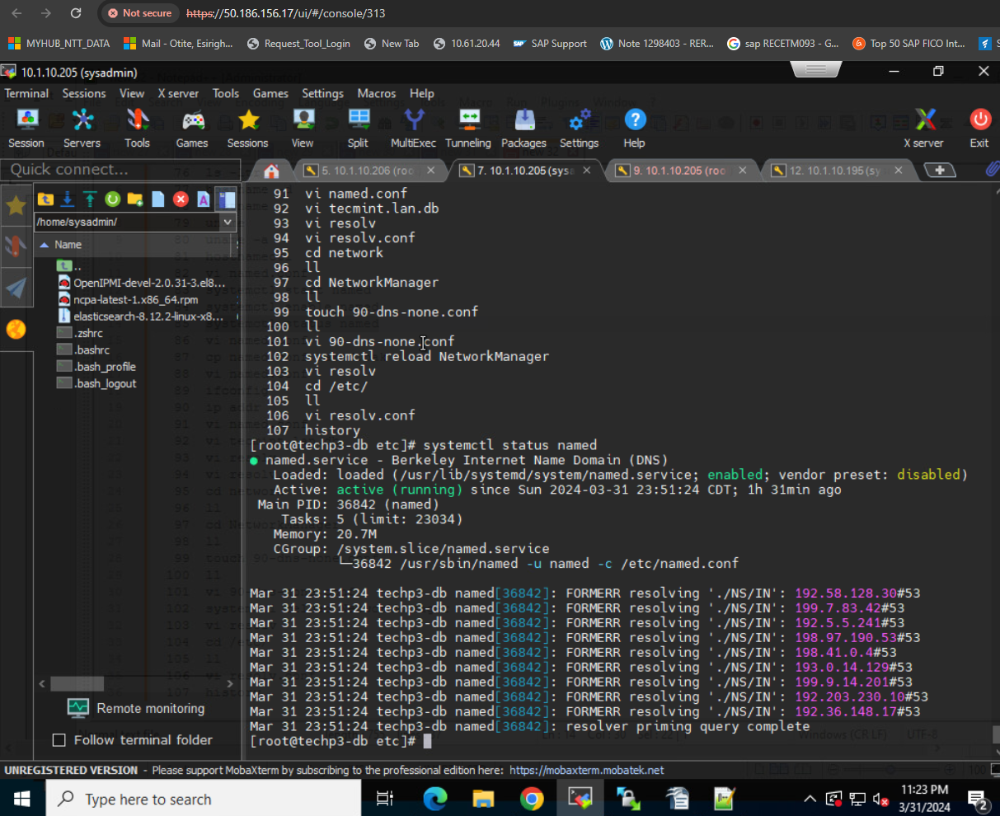 Not secure https://50.186.156.17/ui/#/console/313
MYHUB_NTT_DATA Mail - Otite, Esirigh... Request_Tool_Login New Tab 10.61.20.44 SAP Support Note 1298403 - RER... sap RECETM093 - G... Top 50 SAP FICO Int...
10.1.10.205 (sysadmin)
Terminal Sessions View X server Tools Games Settings Macros Help
Session Servers Tools Games Sessions View Split MultiExec Tunneling Packages Settings Help X server Exit
Quick connect...
5. 10.1.10.206 (roo 7. 10.1.10.205 (sys 9. 10.1.10.205 (roo 12. 10.1.10.195 (sy
/home/sysadmin/
Name
..
OpenIPMI-devel-2.0.31-3.el8...
ncpa-latest-1.x86_64.rpm
elasticsearch-8.12.2-linux-x8...
.zshrc
.bashrc
.bash_profile
.bash_logout
Remote monitoring
Follow terminal folder
91 vi named.conf
92 vi tecmint.lan.db
93 vi resolv
94 vi resolv.conf
95 cd network
96 ll
97 cd NetworkManager
98 ll
99 touch 90-dns-none.conf
100 ll
101 vi 90-dns-none.conf
102 systemctl reload NetworkManager
103 vi resolv
104 cd /etc/
105 ll
106 vi resolv.conf
107 history
[root@techp3-db etc]# systemctl status named
● named.service - Berkeley Internet Name Domain (DNS)
Loaded: loaded (/usr/lib/systemd/system/named.service; enabled; vendor preset: disabled)
Active: active (running) since Sun 2024-03-31 23:51:24 CDT; 1h 31min ago
Main PID: 36842 (named)
Tasks: 5 (limit: 23034)
Memory: 20.7M
CGroup: /system.slice/named.service
└─36842 /usr/sbin/named -u named -c /etc/named.conf
Mar 31 23:51:24 techp3-db named[36842]: FORMERR resolving './NS/IN': 192.58.128.30#53
Mar 31 23:51:24 techp3-db named[36842]: FORMERR resolving './NS/IN': 199.7.83.42#53
Mar 31 23:51:24 techp3-db named[36842]: FORMERR resolving './NS/IN': 192.5.5.241#53
Mar 31 23:51:24 techp3-db named[36842]: FORMERR resolving './NS/IN': 198.97.190.53#53
Mar 31 23:51:24 techp3-db named[36842]: FORMERR resolving './NS/IN': 198.41.0.4#53
Mar 31 23:51:24 techp3-db named[36842]: FORMERR resolving './NS/IN': 193.0.14.129#53
Mar 31 23:51:24 techp3-db named[36842]: FORMERR resolving './NS/IN': 199.9.14.201#53
Mar 31 23:51:24 techp3-db named[36842]: FORMERR resolving './NS/IN': 192.203.230.10#53
Mar 31 23:51:24 techp3-db named[36842]: FORMERR resolving './NS/IN': 192.36.148.17#53
Mar 31 23:51:24 techp3-db named[36842]: resolver priming query complete
[root@techp3-db etc]#
UNREGISTERED VERSION - Please support MobaXterm by subscribing to the professional edition here: https://mobaxterm.mobatek.net
Type here to search
11:23 PM
3/31/2024
2